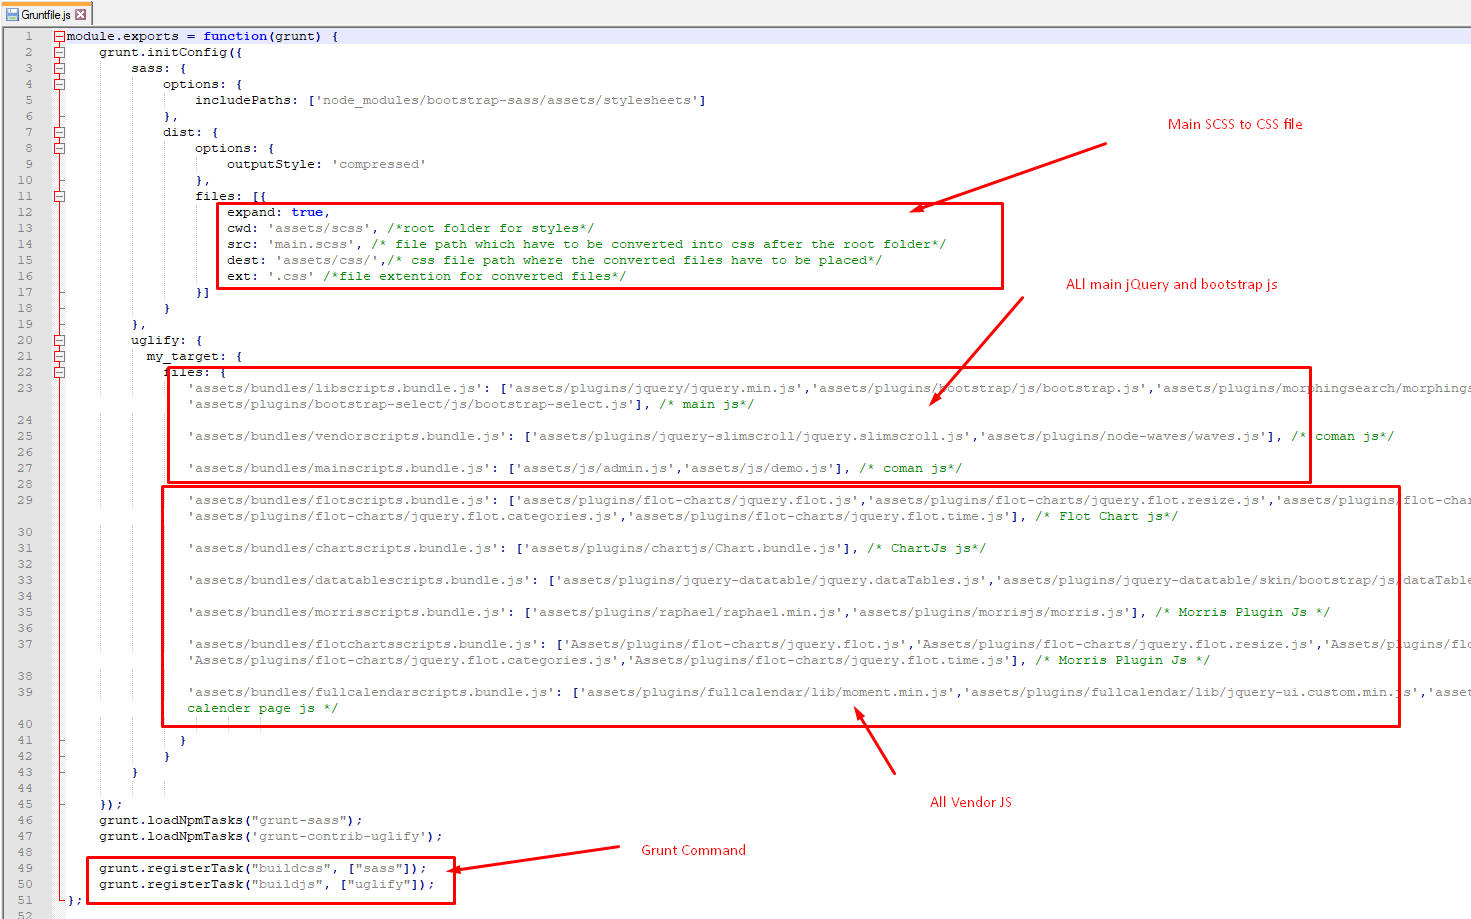 Gruntfile.js
1 module.exports = function(grunt) {
2 grunt.initConfig({
3 sass: {
4 options: {
5 includePaths: ['node_modules/bootstrap-sass/assets/stylesheets']
6 },
7 dist: {
8 options: {
9 outputStyle: 'compressed'
10 },
11 files: [{
12 expand: true,
13 cwd: 'assets/scss', /*root folder for styles*/
14 src: 'main.scss', /* file path which have to be converted into css after the root folder*/
15 dest: 'assets/css/',/* css file path where the converted files have to be placed*/
16 ext: '.css' /*file extention for converted files*/
17 }]
18 }
19 },
20 uglify: {
21 my_target: {
22 files: {
23 'assets/bundles/libscripts.bundle.js': ['assets/plugins/jquery/jquery.min.js','assets/plugins/bootstrap/js/bootstrap.js','assets/plugins/morphingsearch/morphings
'assets/plugins/bootstrap-select/js/bootstrap-select.js'], /* main js*/
24
25 'assets/bundles/vendorscripts.bundle.js': ['assets/plugins/jquery-slimscroll/jquery.slimscroll.js','assets/plugins/node-waves/waves.js'], /* coman js*/
26
27 'assets/bundles/mainscripts.bundle.js': ['assets/js/admin.js','assets/js/demo.js'], /* coman js*/
28
29 'assets/bundles/flotscripts.bundle.js': ['assets/plugins/flot-charts/jquery.flot.js','assets/plugins/flot-charts/jquery.flot.resize.js','assets/plugins/flot-char
'assets/plugins/flot-charts/jquery.flot.categories.js','assets/plugins/flot-charts/jquery.flot.time.js'], /* Flot Chart js*/
30
31 'assets/bundles/chartscripts.bundle.js': ['assets/plugins/chartjs/Chart.bundle.js'], /* ChartJs js*/
32
33 'assets/bundles/datatablescripts.bundle.js': ['assets/plugins/jquery-datatable/jquery.dataTables.js','assets/plugins/jquery-datatable/skin/bootstrap/js/dataTable
34
35 'assets/bundles/morrisscripts.bundle.js': ['assets/plugins/raphael/raphael.min.js','assets/plugins/morrisjs/morris.js'], /* Morris Plugin Js */
36
37 'assets/bundles/flotchartsscripts.bundle.js': ['Assets/plugins/flot-charts/jquery.flot.js','Assets/plugins/flot-charts/jquery.flot.resize.js','Assets/plugins/flo
'Assets/plugins/flot-charts/jquery.flot.categories.js','Assets/plugins/flot-charts/jquery.flot.time.js'], /* Morris Plugin Js */
38
39 'assets/bundles/fullcalendarscripts.bundle.js': ['assets/plugins/fullcalendar/lib/moment.min.js','assets/plugins/fullcalendar/lib/jquery-ui.custom.min.js','asset
calender page js */
40
41 }
42 }
43 }
44
45 });
46 grunt.loadNpmTasks("grunt-sass");
47 grunt.loadNpmTasks('grunt-contrib-uglify');
48
49 grunt.registerTask("buildcss", ["sass"]);
50 grunt.registerTask("buildjs", ["uglify"]);
51 };
52
Main SCSS to CSS file
ALl main jQuery and bootstrap js
All Vendor JS
Grunt Command